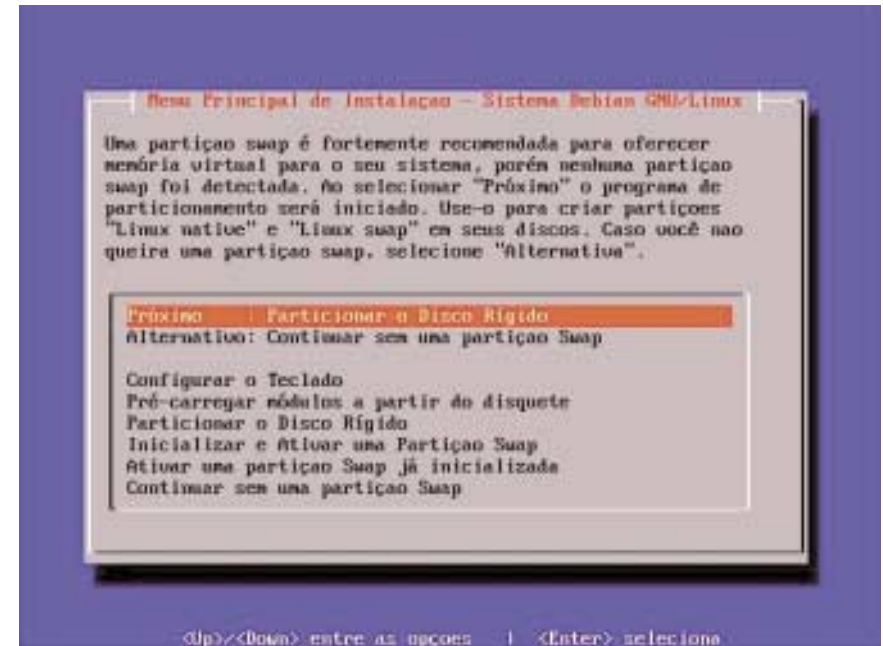 Menu Principal de Instalaçao - Sistema Debian GNU/Linux
Uma partiçao swap é fortemente recomendada para oferecer
memória virtual para o seu sistema, porém nenhuma partiçao
swap foi detectada. Ao selecionar "Próximo" o programa de
particionamento será iniciado. Use-o para criar partiçoes
"Linux native" e "Linux swap" en seus discos. Caso você nao
queira uma partiçao swap, selecione "Alternativa".
Próximo : Particionar o Disco Rígido
Alternativo: Continuar sem uma partiçao Swap
Configurar o Teclado
Pré-carregar módulos a partir do disquete
Particionar o Disco Rígido
Inicializar e Ativar uma Partiçao Swap
Ativar uma partiçao Swap já inicializada
Continuar sem uma partiçao Swap
<Up>/<Down> entre as opcoes | <Enter> seleciona